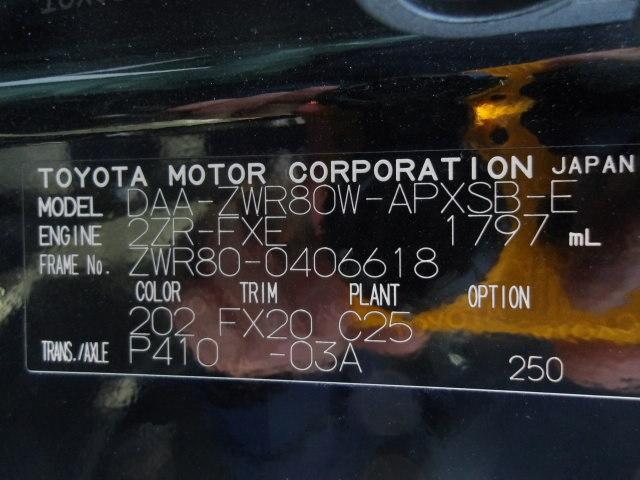 TOYOTA MOTOR CORPORATION JAPAN
MODEL DAA-ZWR80W-APXSB-E
ENGINE 2ZR-FXE 1797 mL
FRAME No. ZWR80-0406618
COLOR TRIM PLANT OPTION
202 FX20 C25
TRANS./AXLE P410 -03A 250